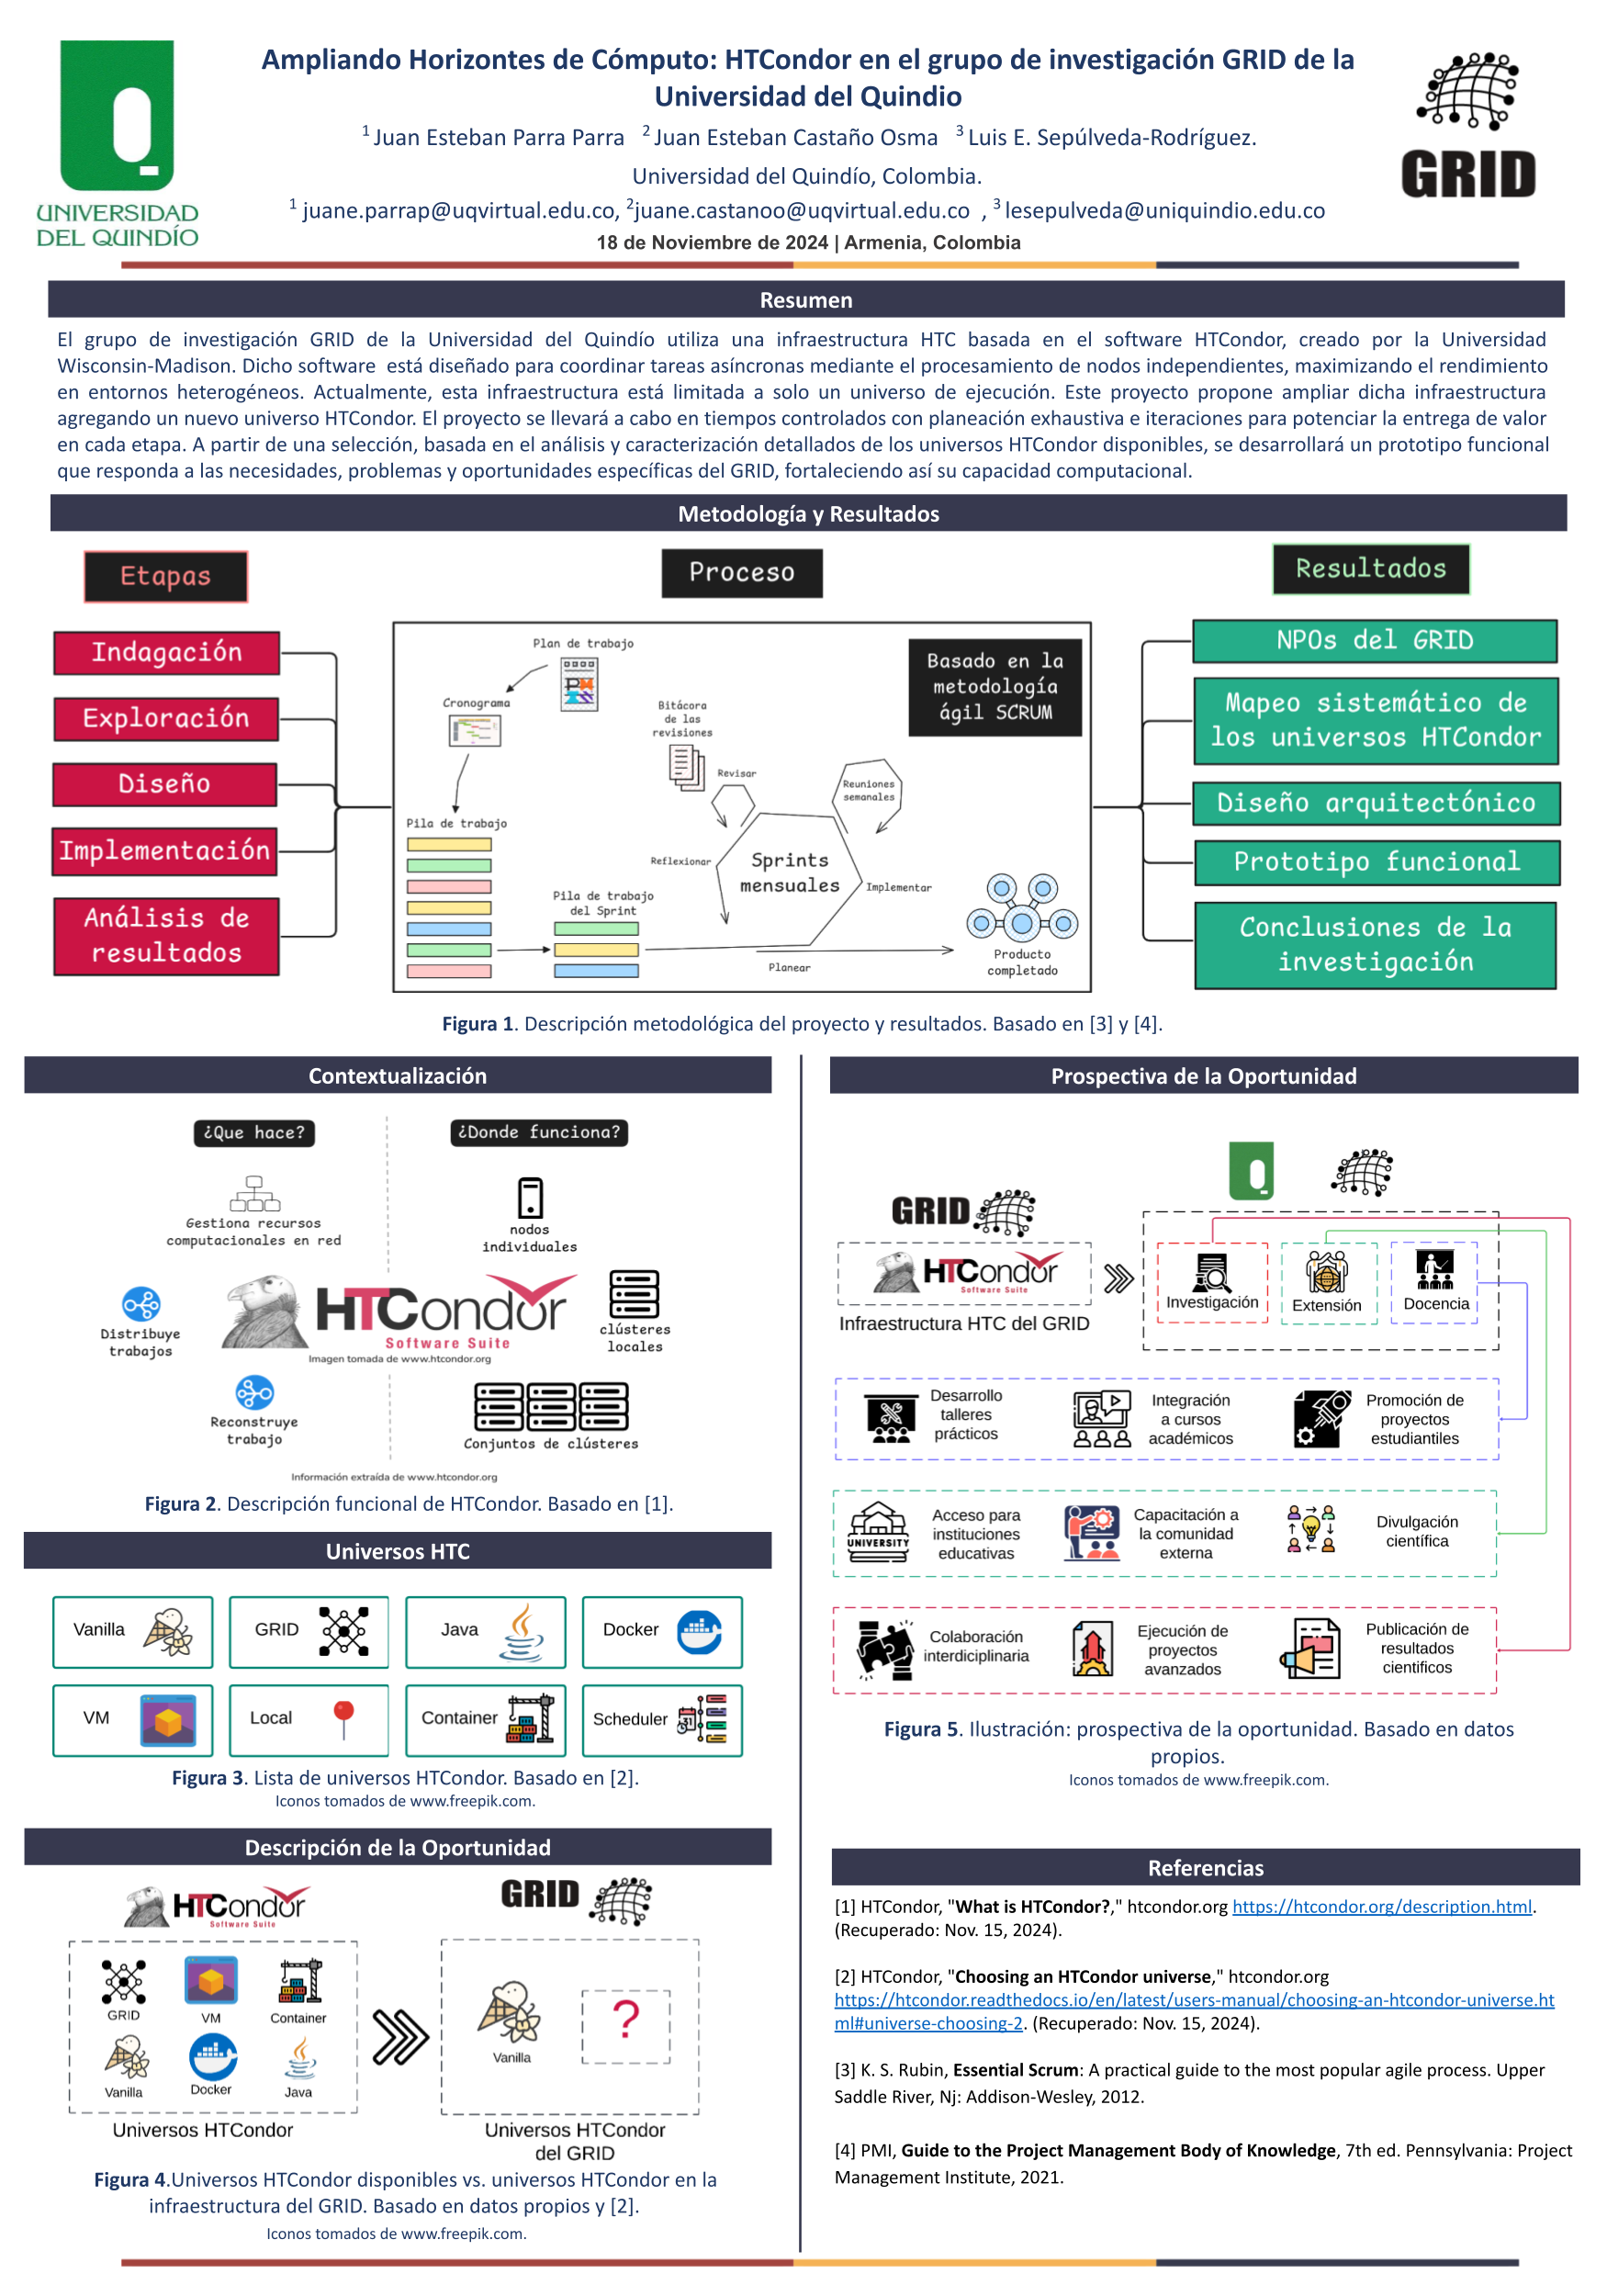 Ampliando Horizontes de Cómputo: HTCondor en el grupo de investigación GRID de la
Universidad del Quindio
1 Juan Esteban Parra Parra 2 Juan Esteban Castaño Osma 3 Luis E. Sepúlveda-Rodríguez.
Universidad del Quindío, Colombia.
1 juane.parrap@uqvirtual.edu.co, 2juane.castanoo@uqvirtual.edu.co , 3 lesepulveda@uniquindio.edu.co
18 de Noviembre de 2024 | Armenia, Colombia
UNIVERSIDAD
DEL QUINDÍO
GRID
Resumen
El grupo de investigación GRID de la Universidad del Quindío utiliza una infraestructura HTC basada en el software HTCondor, creado por la Universidad
Wisconsin-Madison. Dicho software está diseñado para coordinar tareas asíncronas mediante el procesamiento de nodos independientes, maximizando el rendimiento
en entornos heterogéneos. Actualmente, esta infraestructura está limitada a solo un universo de ejecución. Este proyecto propone ampliar dicha infraestructura
agregando un nuevo universo HTCondor. El proyecto se llevará a cabo en tiempos controlados con planeación exhaustiva e iteraciones para potenciar la entrega de valor
en cada etapa. A partir de una selección, basada en el análisis y caracterización detallados de los universos HTCondor disponibles, se desarrollará un prototipo funcional
que responda a las necesidades, problemas y oportunidades específicas del GRID, fortaleciendo así su capacidad computacional.
Metodología y Resultados
Etapas
Indagación
Exploración
Diseño
Implementación
Análisis de
resultados
Proceso
Plan de trabajo
Cronograma
Pila de trabajo
Pila de trabajo
del Sprint
Bitácora
de las
revisiones
Revisar
Reuniones
semanales
Reflexionar
Sprints
mensuales
Implementar
Planear
Basado en la
metodología
ágil SCRUM
Producto
completado
Resultados
NPOs del GRID
Mapeo sistemático de
los universos HTCondor
Diseño arquitectónico
Prototipo funcional
Conclusiones de la
investigación
Figura 1. Descripción metodológica del proyecto y resultados. Basado en [3] y [4].
Contextualización
¿Que hace?
¿Donde funciona?
Gestiona recursos
computacionales en red
nodos
individuales
Distribuye
trabajos
HTCondor
Software Suite
Imagen tomada de www.htcondor.org
clústeres
locales
Reconstruye
trabajo
Conjuntos de clústeres
Información extraída de www.htcondor.org
Figura 2. Descripción funcional de HTCondor. Basado en [1].
Universos HTC
Vanilla
GRID
Java
Docker
VM
Local
Container
Scheduler
31
Figura 3. Lista de universos HTCondor. Basado en [2].
Iconos tomados de www.freepik.com.
Descripción de la Oportunidad
HTCondor
Software Suite
GRID
GRID
VM
Container
Vanilla
Docker
Java
Universos HTCondor
Vanilla
?
Universos HTCondor
del GRID
Figura 4.Universos HTCondor disponibles vs. universos HTCondor en la
infraestructura del GRID. Basado en datos propios y [2].
Iconos tomados de www.freepik.com.
Prospectiva de la Oportunidad
GRID
HTCondor
Software Suite
Infraestructura HTC del GRID
Investigación
Extensión
Docencia
Desarrollo
talleres
prácticos
Integración
a cursos
académicos
Promoción de
proyectos
estudiantiles
UNIVERSITY
Acceso para
instituciones
educativas
Capacitación a
la comunidad
externa
Divulgación
científica
Colaboración
interdiciplinaria
Ejecución de
proyectos
avanzados
Publicación de
resultados
cientificos
Figura 5. Ilustración: prospectiva de la oportunidad. Basado en datos
propios.
Iconos tomados de www.freepik.com.
Referencias
[1] HTCondor, "What is HTCondor?," htcondor.org https://htcondor.org/description.html.
(Recuperado: Nov. 15, 2024).
[2] HTCondor, "Choosing an HTCondor universe," htcondor.org
https://htcondor.readthedocs.io/en/latest/users-manual/choosing-an-htcondor-universe.ht
ml#universe-choosing-2. (Recuperado: Nov. 15, 2024).
[3] K. S. Rubin, Essential Scrum: A practical guide to the most popular agile process. Upper
Saddle River, Nj: Addison-Wesley, 2012.
[4] PMI, Guide to the Project Management Body of Knowledge, 7th ed. Pennsylvania: Project
Management Institute, 2021.